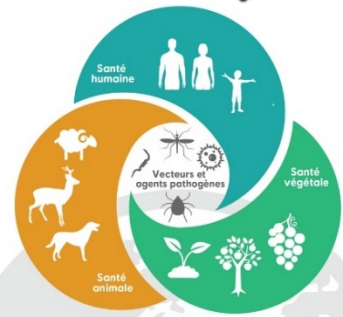 Santé
humaine
Vecteurs et
agents pathogènes
Santé
végétale
Santé
animale